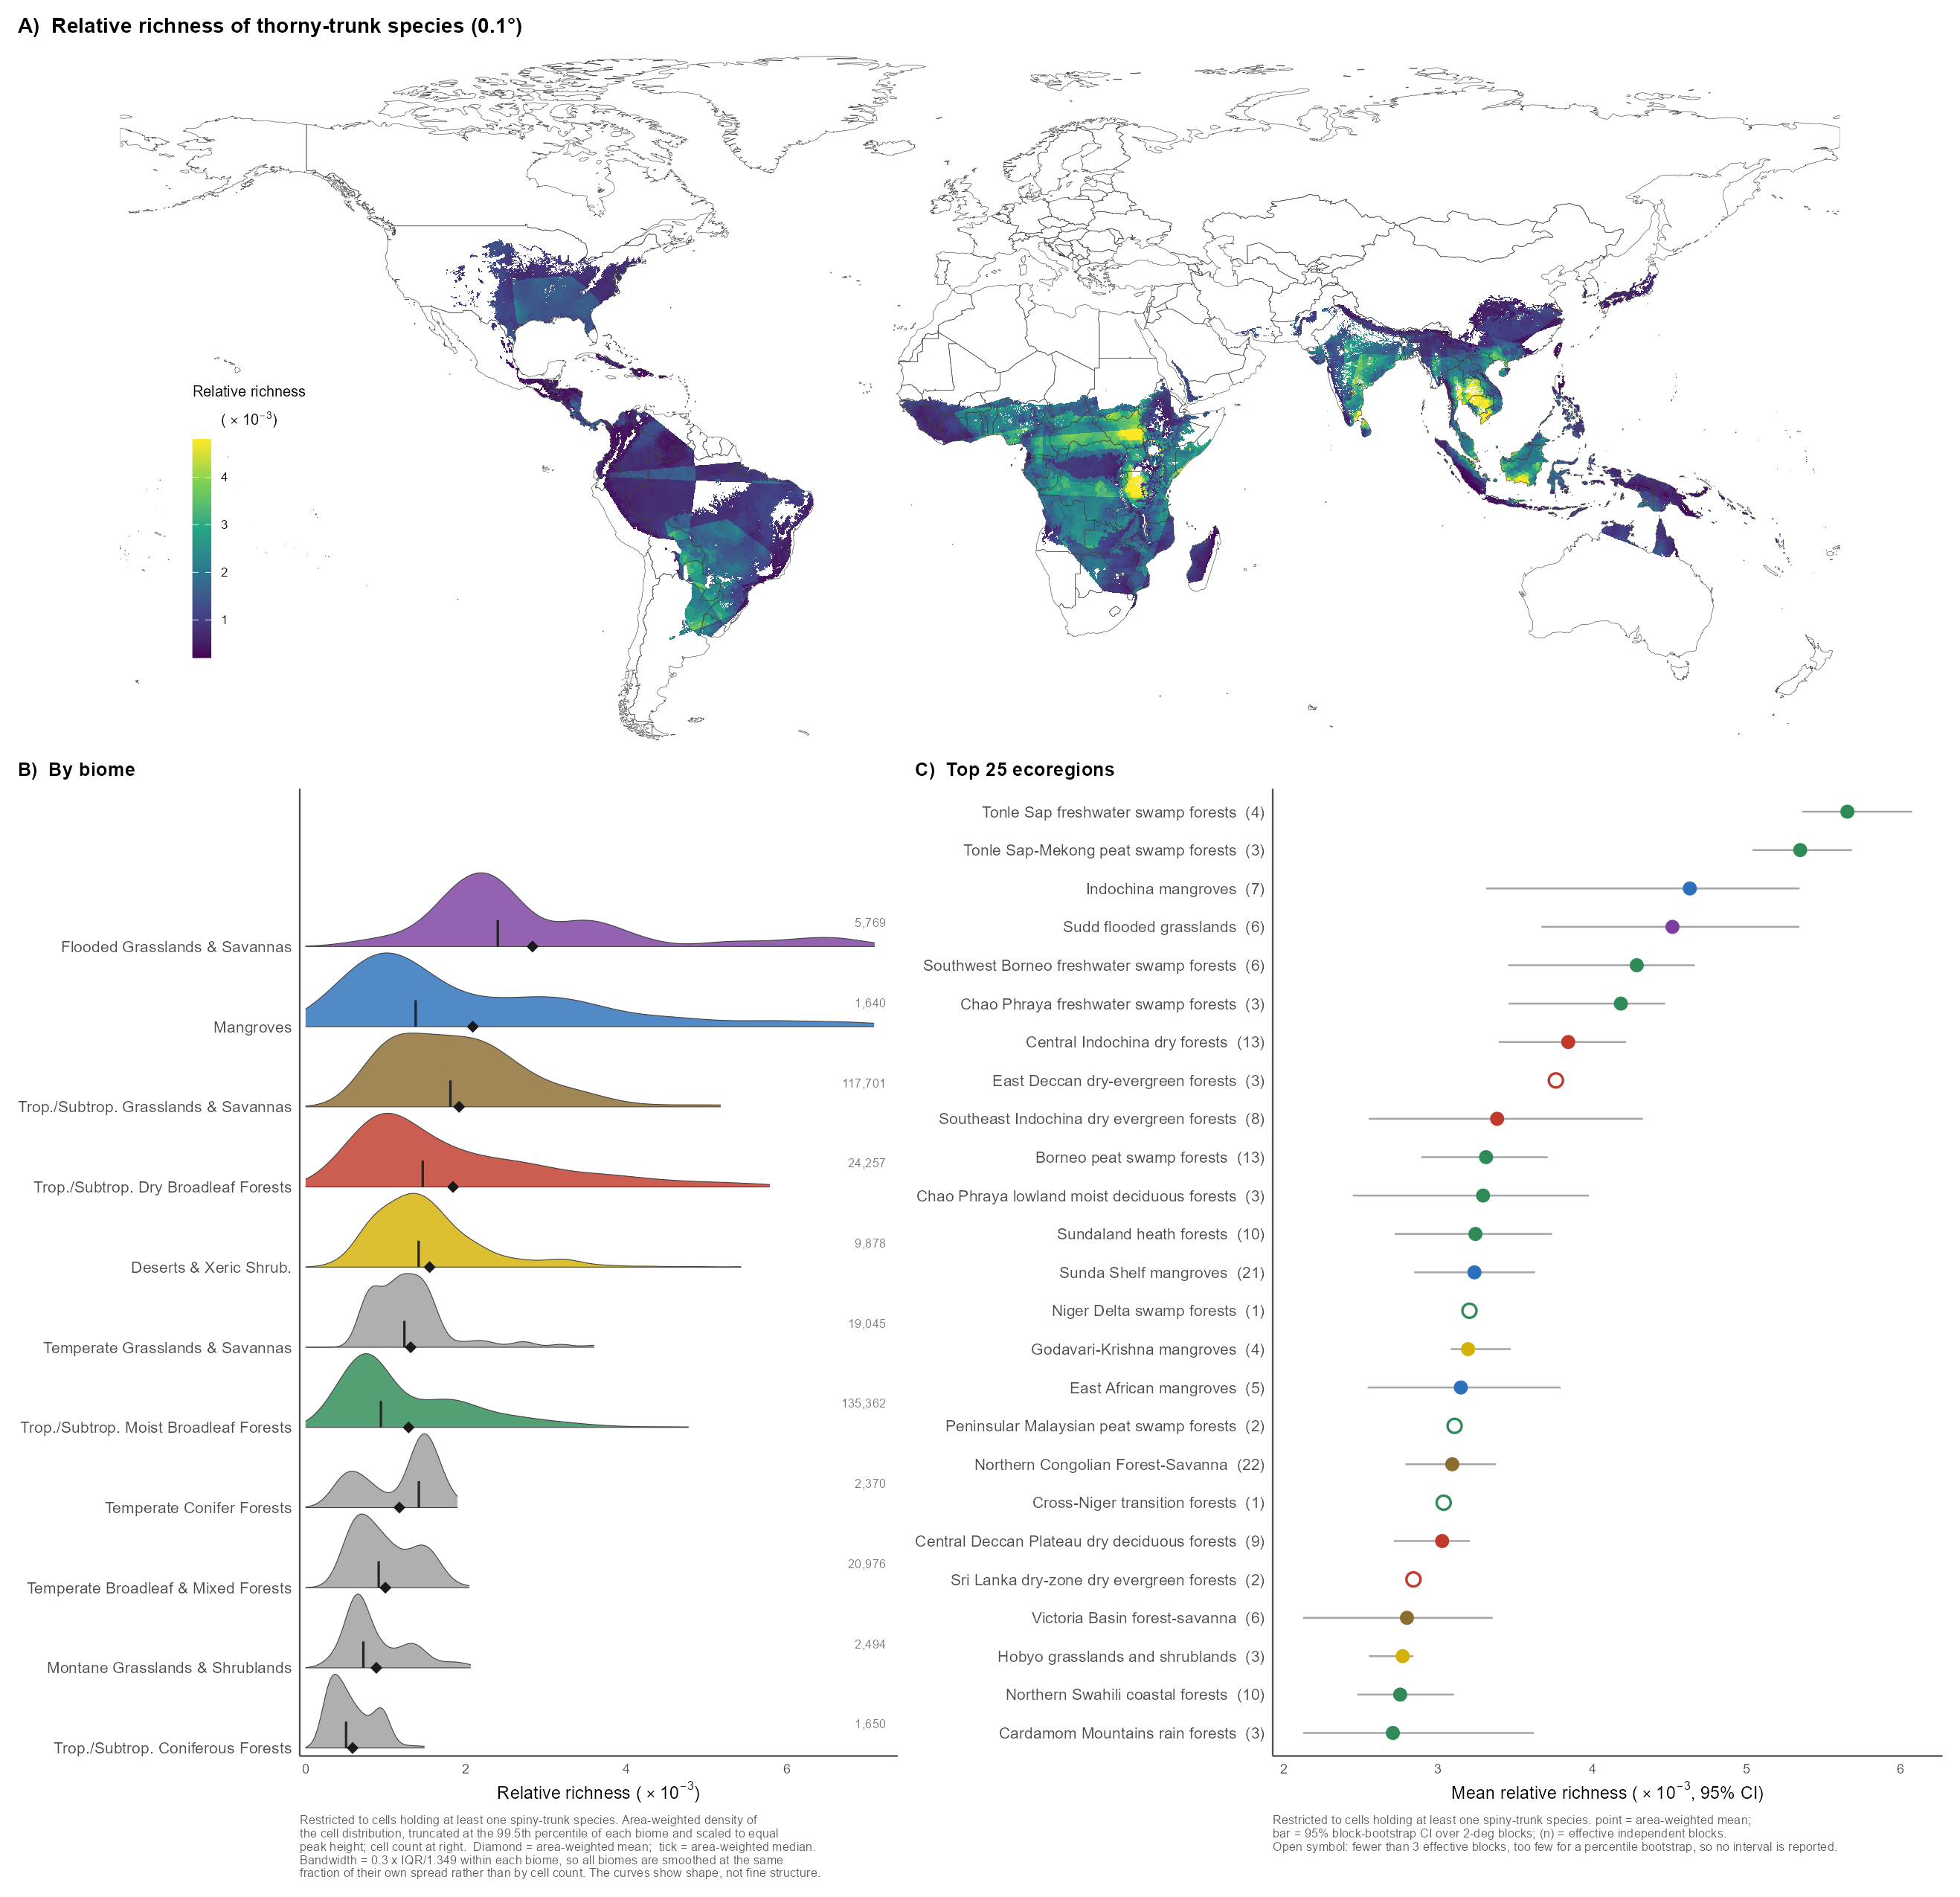 A)  Relative richness of thorny-trunk species (0.1°)
Relative richness
( × 10⁻³)
4
3
2
1
B)  By biome
Flooded Grasslands & Savannas
5,769
Mangroves
1,640
Trop./Subtrop. Grasslands & Savannas
117,701
Trop./Subtrop. Dry Broadleaf Forests
24,257
Deserts & Xeric Shrub.
9,878
Temperate Grasslands & Savannas
19,045
Trop./Subtrop. Moist Broadleaf Forests
135,362
Temperate Conifer Forests
2,370
Temperate Broadleaf & Mixed Forests
20,976
Montane Grasslands & Shrublands
2,494
Trop./Subtrop. Coniferous Forests
1,650
0 2 4 6
Relative richness ( × 10⁻³)
Restricted to cells holding at least one spiny-trunk species. Area-weighted density of
the cell distribution, truncated at the 99.5th percentile of each biome and scaled to equal
peak height; cell count at right.  Diamond = area-weighted mean;  tick = area-weighted median.
Bandwidth = 0.3 x IQR/1.349 within each biome, so all biomes are smoothed at the same
fraction of their own spread rather than by cell count. The curves show shape, not fine structure.
C)  Top 25 ecoregions
Tonle Sap freshwater swamp forests  (4)
Tonle Sap-Mekong peat swamp forests  (3)
Indochina mangroves  (7)
Sudd flooded grasslands  (6)
Southwest Borneo freshwater swamp forests  (6)
Chao Phraya freshwater swamp forests  (3)
Central Indochina dry forests  (13)
East Deccan dry-evergreen forests  (3)
Southeast Indochina dry evergreen forests  (8)
Borneo peat swamp forests  (13)
Chao Phraya lowland moist deciduous forests  (3)
Sundaland heath forests  (10)
Sunda Shelf mangroves  (21)
Niger Delta swamp forests  (1)
Godavari-Krishna mangroves  (4)
East African mangroves  (5)
Peninsular Malaysian peat swamp forests  (2)
Northern Congolian Forest-Savanna  (22)
Cross-Niger transition forests  (1)
Central Deccan Plateau dry deciduous forests  (9)
Sri Lanka dry-zone dry evergreen forests  (2)
Victoria Basin forest-savanna  (6)
Hobyo grasslands and shrublands  (3)
Northern Swahili coastal forests  (10)
Cardamom Mountains rain forests  (3)
2 3 4 5 6
Mean relative richness ( × 10⁻³, 95% CI)
Restricted to cells holding at least one spiny-trunk species. point = area-weighted mean;
bar = 95% block-bootstrap CI over 2-deg blocks; (n) = effective independent blocks.
Open symbol: fewer than 3 effective blocks, too few for a percentile bootstrap, so no interval is reported.